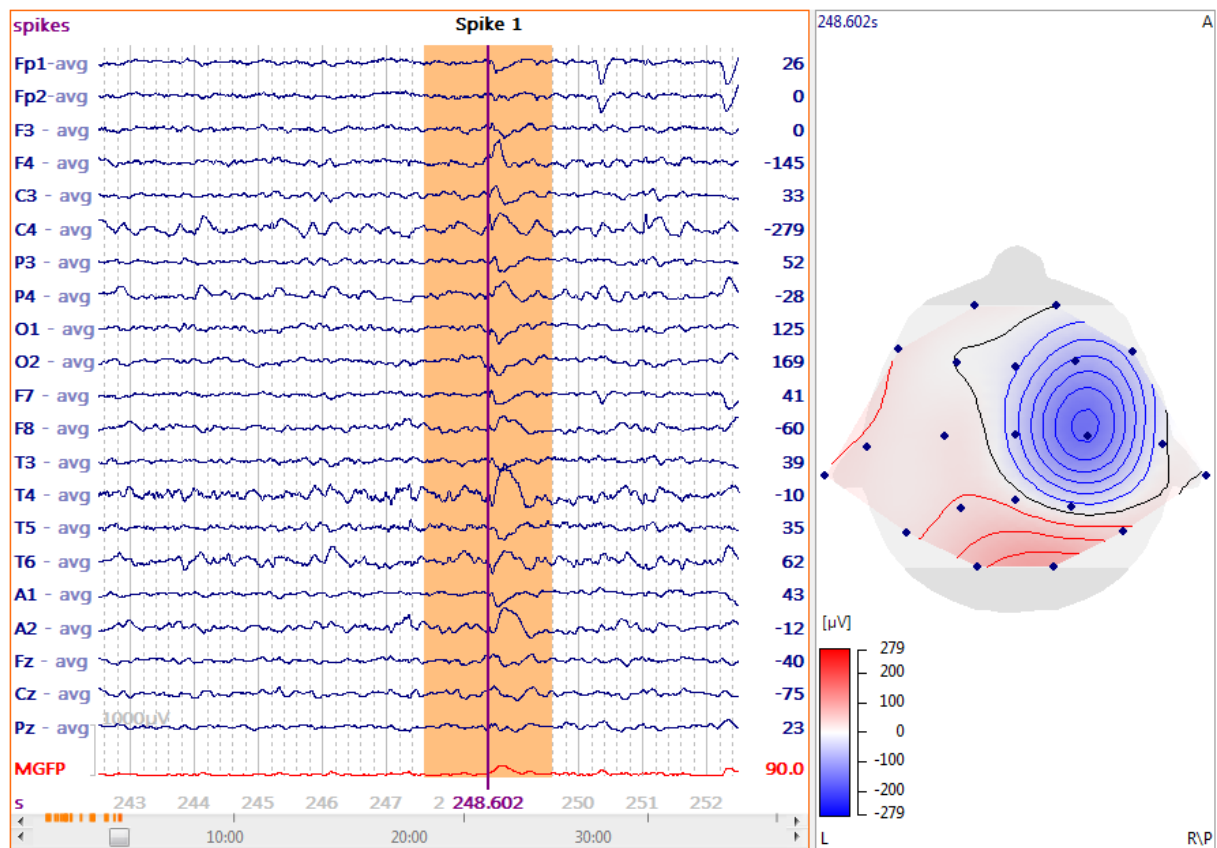 spikes Spike 1
Fp1-avg 26
Fp2-avg 0
F3 - avg 0
F4 - avg -145
C3 - avg 33
C4 - avg -279
P3 - avg 52
P4 - avg -28
O1 - avg 125
O2 - avg 169
F7 - avg 41
F8 - avg -60
T3 - avg 39
T4 - avg -10
T5 - avg 35
T6 - avg 62
A1 - avg 43
A2 - avg -12
Fz - avg -40
Cz - avg -75
Pz - avg 23
1000µV
MGFP 90.0
s 243 244 245 246 247 2 248.602 250 251 252
10:00 20:00 30:00
248.602s A
[µV]
279
200
100
0
-100
-200
-279
L R\P